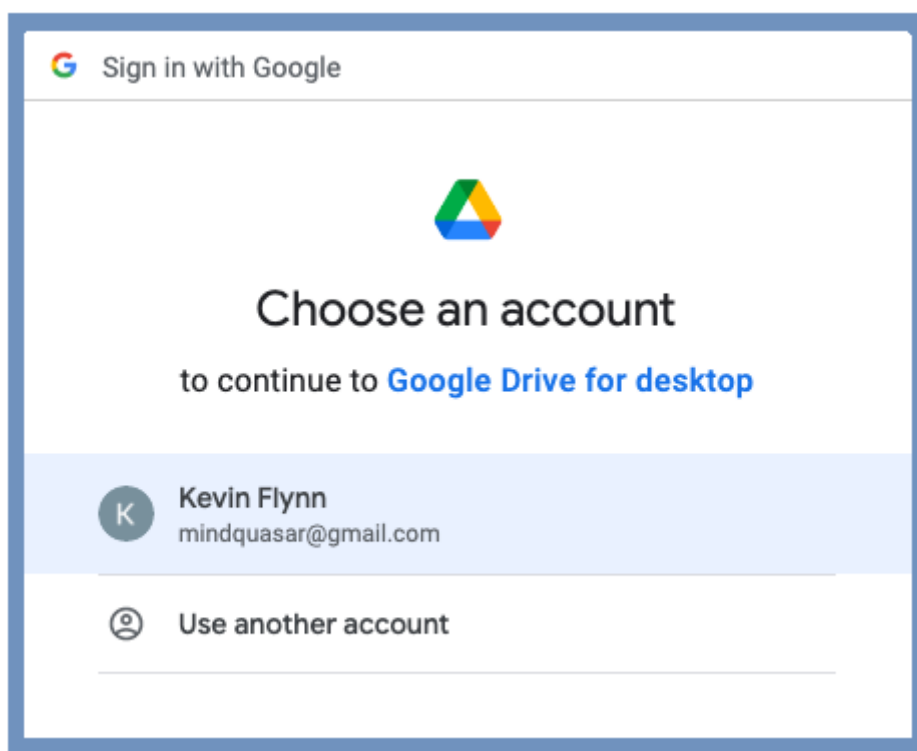 Sign in with Google
Choose an account
to continue to Google Drive for desktop
K
Kevin Flynn
mindquasar@gmail.com
Use another account